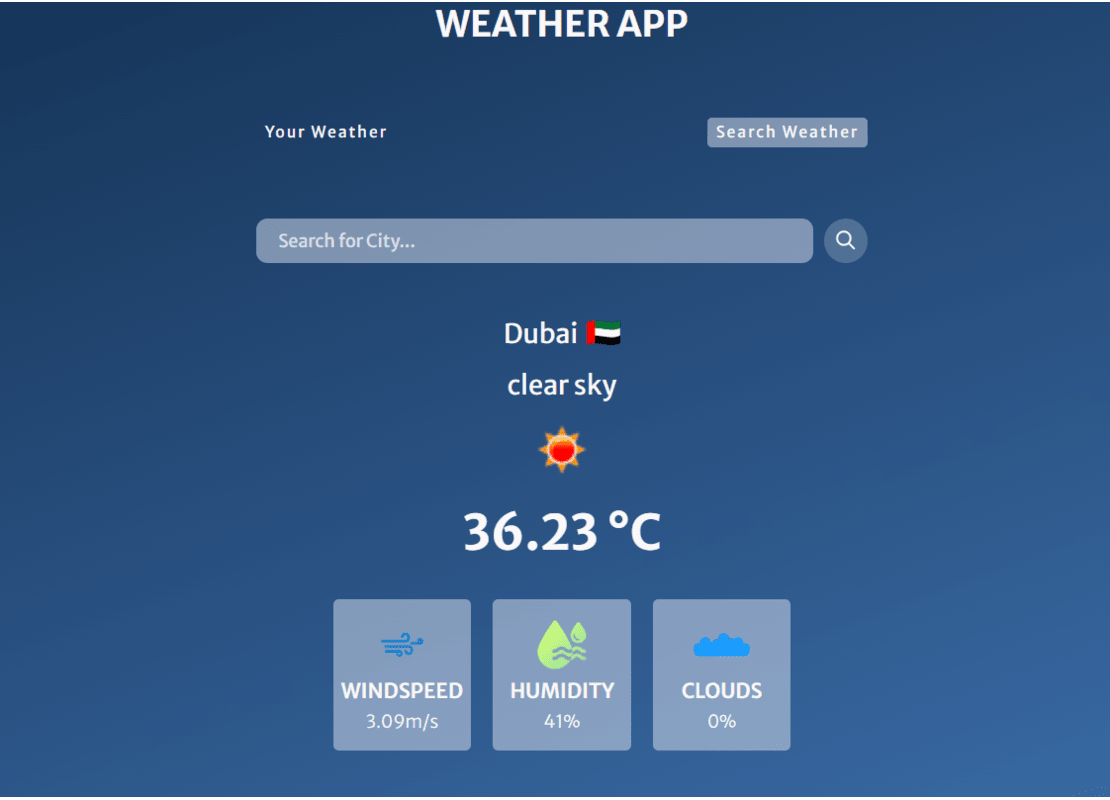 WEATHER APP
Your Weather
Search Weather
Search for City...
Dubai
clear sky
36.23 °C
WINDSPEED
3.09m/s
HUMIDITY
41%
CLOUDS
0%